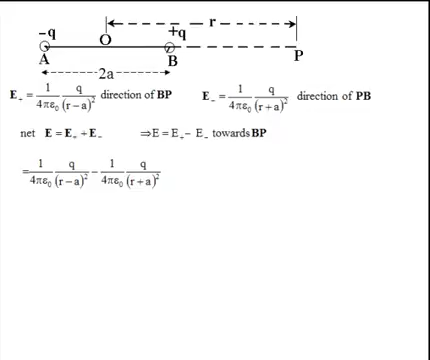 r
-q O +q
A B P
2a
E₊ = 1/4πε₀ q/(r-a)² direction of BP E₋ = 1/4πε₀ q/(r+a)² direction of PB
net E = E₊ + E₋ ⇒ E = E₊ - E₋ towards BP
= 1/4πε₀ q/(r-a)² - 1/4πε₀ q/(r+a)²